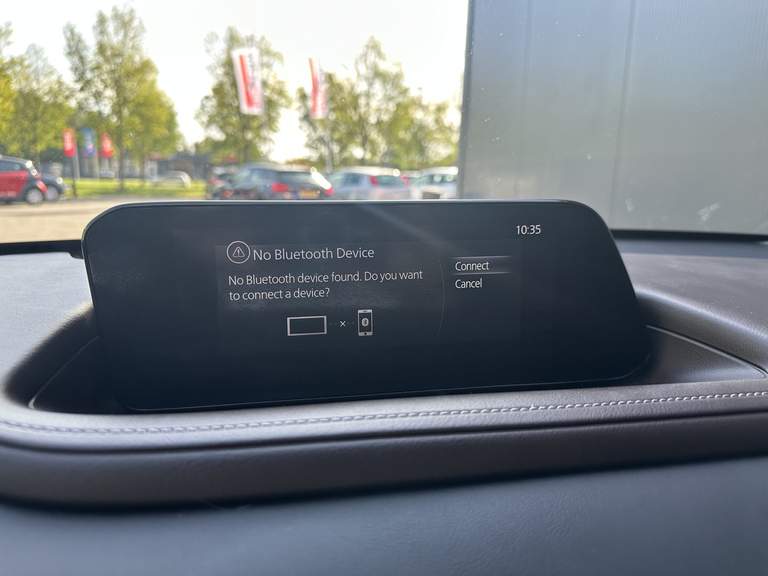 10:35
No Bluetooth Device
No Bluetooth device found. Do you want
to connect a device?
Connect
Cancel